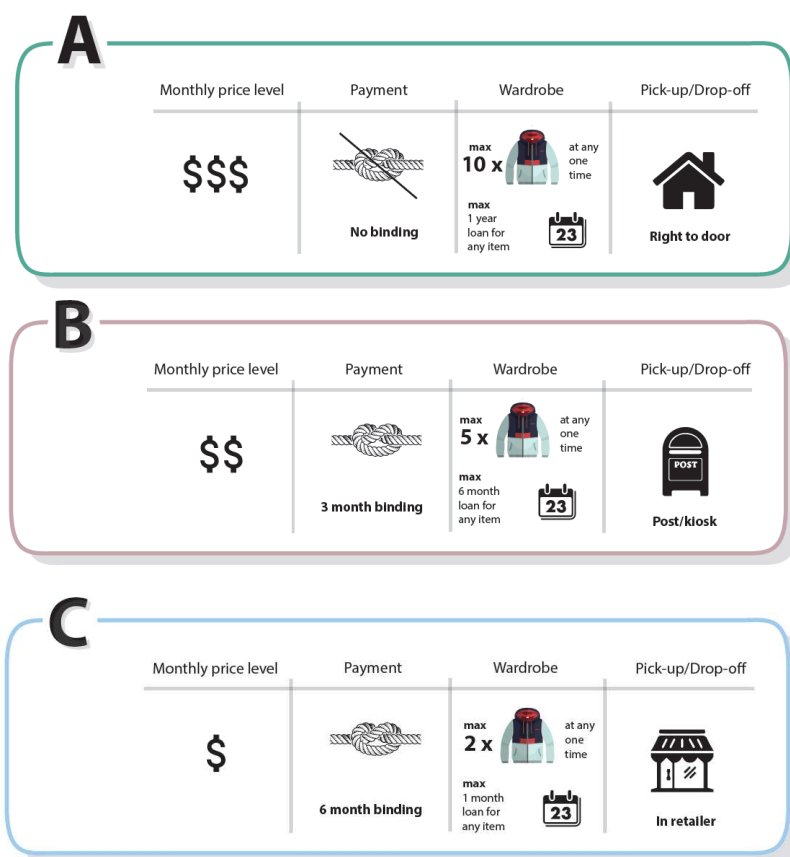 A
Monthly price level Payment Wardrobe Pick-up/Drop-off
$$$
max
10 x
at any
one
time
No binding
max
1 year
loan for
any item
23
Right to door
B
Monthly price level Payment Wardrobe Pick-up/Drop-off
$$
max
5 x
at any
one
time
POST
3 month binding
max
6 month
loan for
any item
23
Post/kiosk
C
Monthly price level Payment Wardrobe Pick-up/Drop-off
$
max
2 x
at any
one
time
6 month binding
max
1 month
loan for
any item
23
In retailer